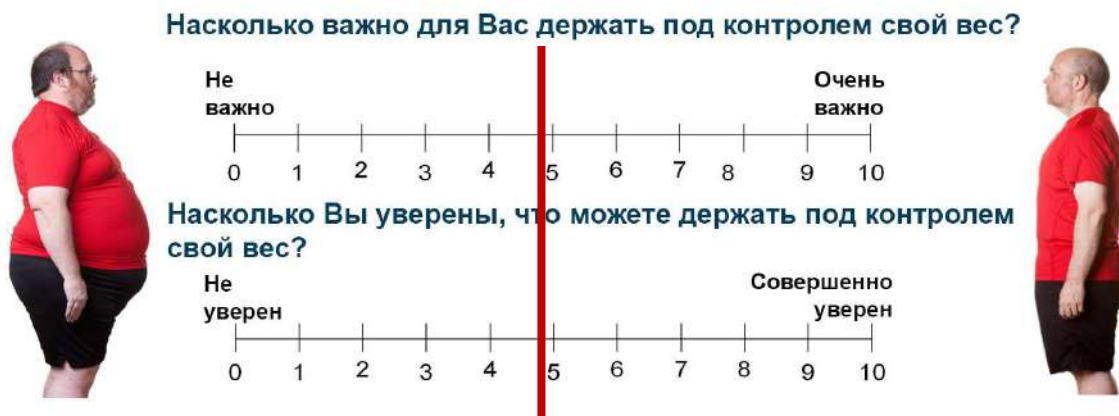 Насколько важно для Вас держать под контролем свой вес?
Не Очень
важно важно
0 1 2 3 4 5 6 7 8 9 10
Насколько Вы уверены, что можете держать под контролем
свой вес?
Не Совершенно
уверен уверен
0 1 2 3 4 5 6 7 8 9 10